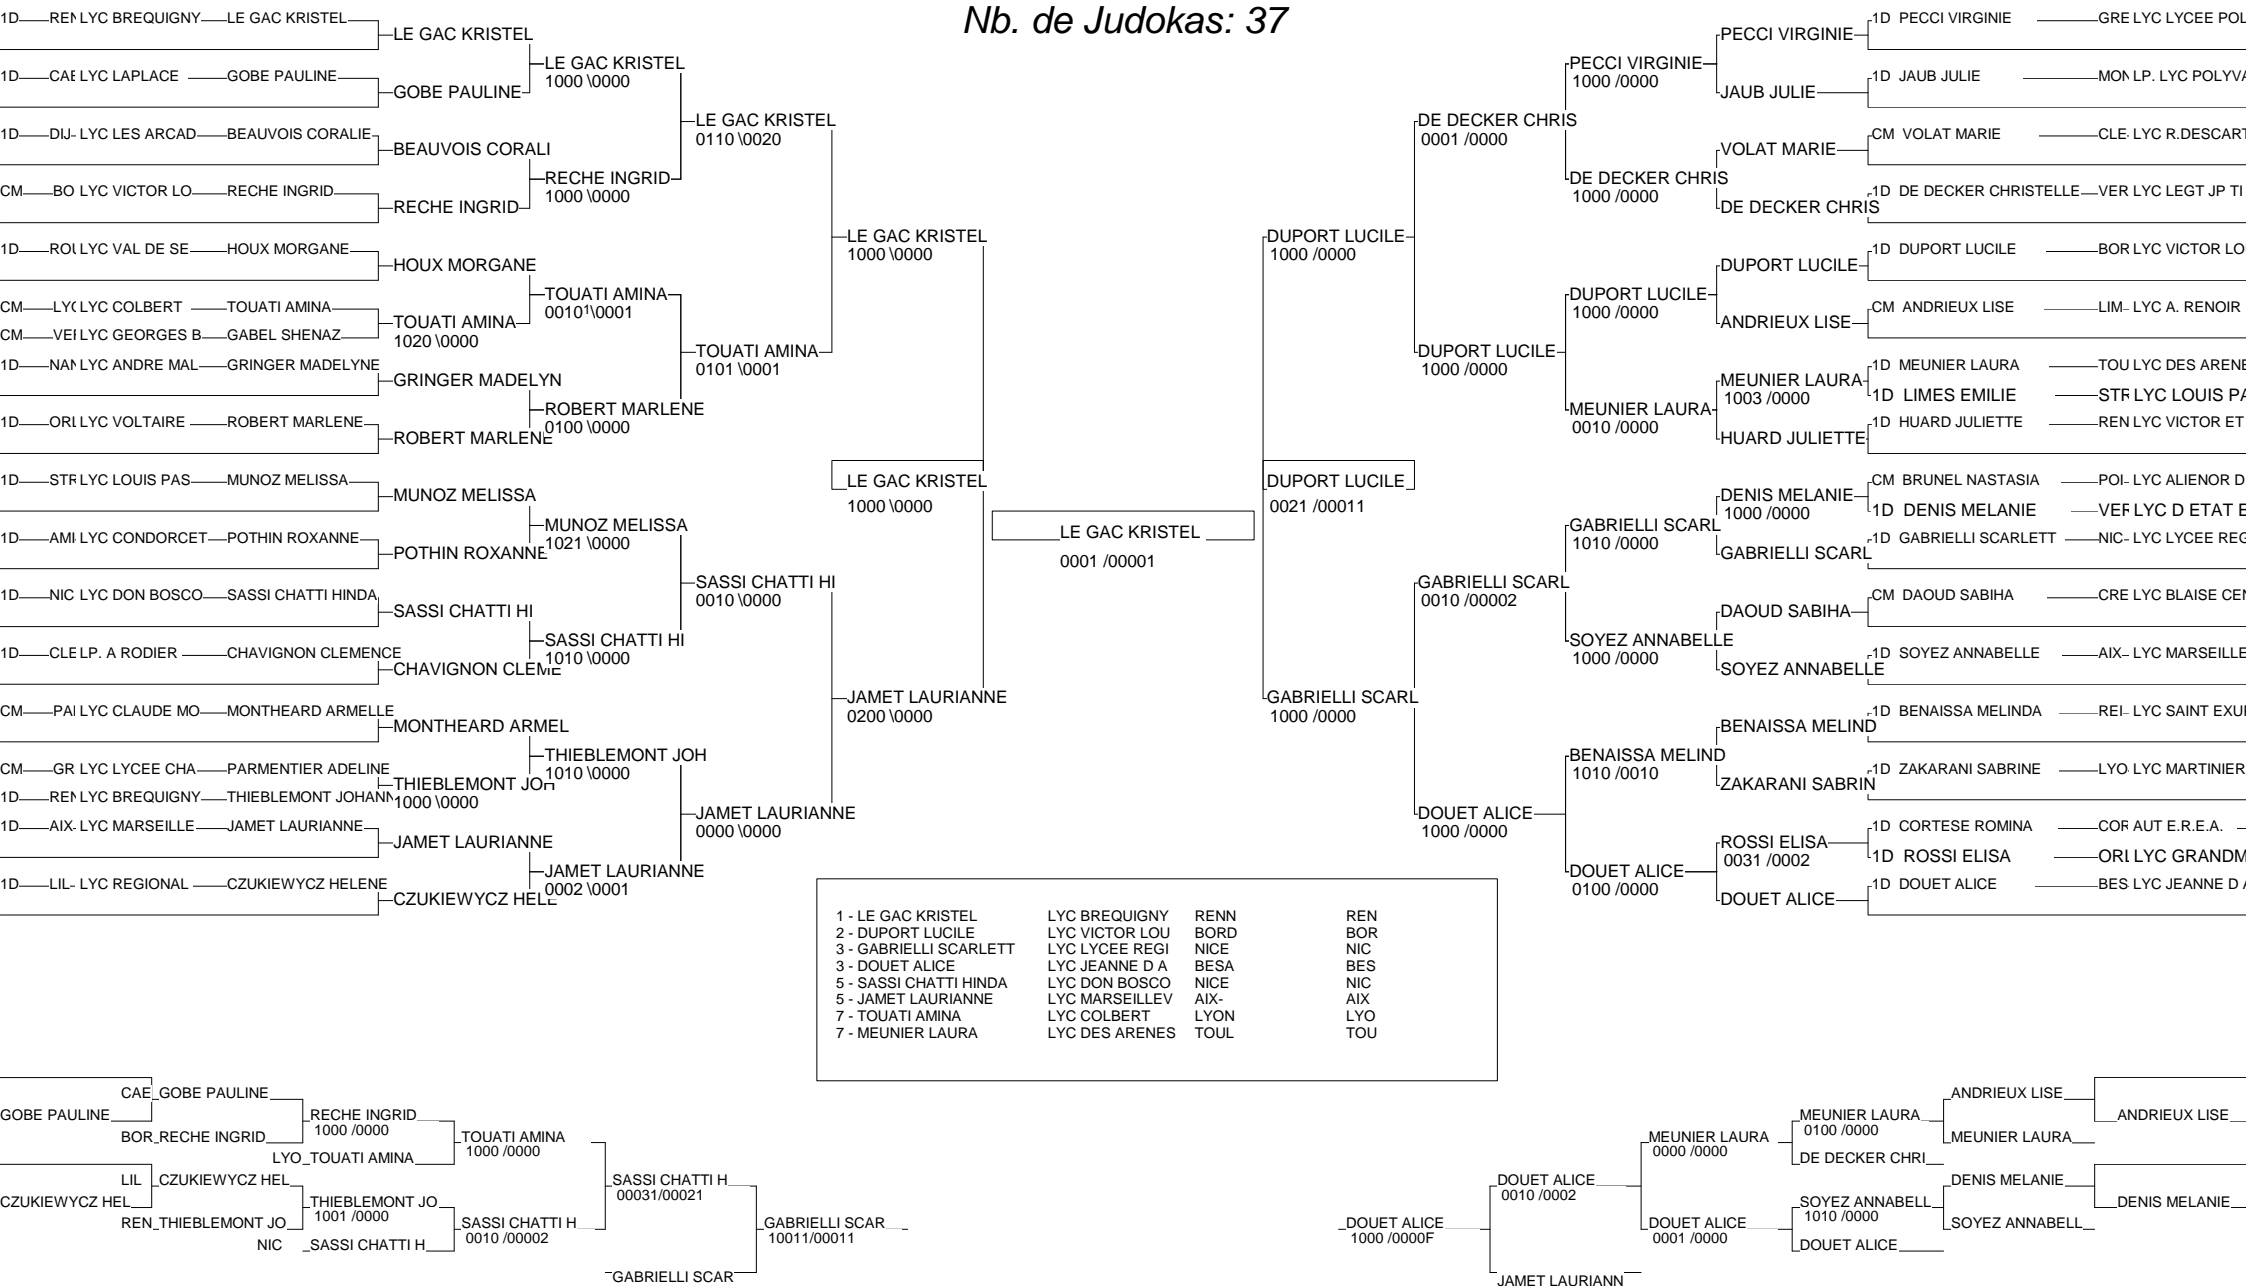 Nb. de Judokas: 37
1D REN LYC BREQUIGNY LE GAC KRISTEL
LE GAC KRISTEL
1D CAE LYC LAPLACE GOBE PAULINE
GOBE PAULINE
LE GAC KRISTEL
1000 \0000
1D DIJ- LYC LES ARCAD BEAUVOIS CORALIE
BEAUVOIS CORALI
CM BO LYC VICTOR LO RECHE INGRID
RECHE INGRID
RECHE INGRID
1000 \0000
LE GAC KRISTEL
0110 \0020
1D ROU LYC VAL DE SE HOUX MORGANE
HOUX MORGANE
CM LYO LYC COLBERT TOUATI AMINA
CM VE LYC GEORGES B GABEL SHENAZ
TOUATI AMINA
1020 \0000
TOUATI AMINA
0010¹\0001
1D NAN LYC ANDRE MAL GRINGER MADELYNE
GRINGER MADELYN
1D ORL LYC VOLTAIRE ROBERT MARLENE
ROBERT MARLENE
ROBERT MARLENE
0100 \0000
TOUATI AMINA
0101 \0001
LE GAC KRISTEL
1000 \0000
1D STR LYC LOUIS PAS MUNOZ MELISSA
MUNOZ MELISSA
1D AMI LYC CONDORCET POTHIN ROXANNE
POTHIN ROXANNE
MUNOZ MELISSA
1021 \0000
1D NIC LYC DON BOSCO SASSI CHATTI HINDA
SASSI CHATTI HI
1D CLE LP. A RODIER CHAVIGNON CLEMENCE
CHAVIGNON CLEME
SASSI CHATTI HI
1010 \0000
SASSI CHATTI HI
0010 \0000
CM PA LYC CLAUDE MO MONTHEARD ARMELLE
MONTHEARD ARMEL
CM GR LYC LYCEE CHA PARMENTIER ADELINE
1D REN LYC BREQUIGNY THIEBLEMONT JOHANN
THIEBLEMONT JOH
1000 \0000
THIEBLEMONT JOH
1010 \0000
1D AIX- LYC MARSEILLE JAMET LAURIANNE
JAMET LAURIANNE
1D LIL- LYC REGIONAL CZUKIEWYCZ HELENE
CZUKIEWYCZ HELE
JAMET LAURIANNE
0002 \0001
JAMET LAURIANNE
0000 \0000
JAMET LAURIANNE
0200 \0000
LE GAC KRISTEL
1000 \0000
LE GAC KRISTEL
0001 /00001
DUPORT LUCILE
0021 /00011
1D PECCI VIRGINIE GRE LYC LYCEE POL
PECCI VIRGINIE
1D JAUB JULIE MON LP. LYC POLYVA
JAUB JULIE
PECCI VIRGINIE
1000 /0000
CM VOLAT MARIE CLE- LYC R.DESCART
VOLAT MARIE
1D DE DECKER CHRISTELLE VER LYC LEGT JP TI
DE DECKER CHRIS
DE DECKER CHRIS
1000 /0000
DE DECKER CHRIS
0001 /0000
1D DUPORT LUCILE BOR LYC VICTOR LO
DUPORT LUCILE
CM ANDRIEUX LISE LIM- LYC A. RENOIR
ANDRIEUX LISE
DUPORT LUCILE
1000 /0000
1D MEUNIER LAURA TOU LYC DES ARENE
1D LIMES EMILIE STR LYC LOUIS PA
MEUNIER LAURA
1003 /0000
1D HUARD JULIETTE REN LYC VICTOR ET
HUARD JULIETTE
MEUNIER LAURA
0010 /0000
DUPORT LUCILE
1000 /0000
DUPORT LUCILE
1000 /0000
CM BRUNEL NASTASIA POI- LYC ALIENOR D
1D DENIS MELANIE VER LYC D ETAT E
DENIS MELANIE
1000 /0000
1D GABRIELLI SCARLETT NIC- LYC LYCEE REG
GABRIELLI SCARL
GABRIELLI SCARL
1010 /0000
CM DAOUD SABIHA CRE LYC BLAISE CEN
DAOUD SABIHA
1D SOYEZ ANNABELLE AIX- LYC MARSEILLE
SOYEZ ANNABELLE
SOYEZ ANNABELLE
1000 /0000
GABRIELLI SCARL
0010 /00002
1D BENAISSA MELINDA REI- LYC SAINT EXU
BENAISSA MELIND
1D ZAKARANI SABRINE LYO LYC MARTINIER
ZAKARANI SABRIN
BENAISSA MELIND
1010 /0010
1D CORTESE ROMINA COR AUT E.R.E.A.
1D ROSSI ELISA ORL LYC GRANDM
ROSSI ELISA
0031 /0002
1D DOUET ALICE BES LYC JEANNE D A
DOUET ALICE
DOUET ALICE
0100 /0000
DOUET ALICE
1000 /0000
GABRIELLI SCARL
1000 /0000
1 - LE GAC KRISTEL LYC BREQUIGNY RENN REN
2 - DUPORT LUCILE LYC VICTOR LOU BORD BOR
3 - GABRIELLI SCARLETT LYC LYCEE REGI NICE NIC
3 - DOUET ALICE LYC JEANNE D A BESA BES
5 - SASSI CHATTI HINDA LYC DON BOSCO NICE NIC
5 - JAMET LAURIANNE LYC MARSEILLEV AIX- AIX
7 - TOUATI AMINA LYC COLBERT LYON LYO
7 - MEUNIER LAURA LYC DES ARENES TOUL TOU
GOBE PAULINE
CAE GOBE PAULINE
BOR RECHE INGRID
RECHE INGRID
1000 /0000
LYO TOUATI AMINA
TOUATI AMINA
1000 /0000
CZUKIEWYCZ HEL
LIL CZUKIEWYCZ HEL
REN THIEBLEMONT JO
THIEBLEMONT JO
1001 /0000
NIC SASSI CHATTI H
SASSI CHATTI H
0010 /00002
SASSI CHATTI H
00031/00021
GABRIELLI SCAR
GABRIELLI SCAR
10011/00011
ANDRIEUX LISE
ANDRIEUX LISE
MEUNIER LAURA
MEUNIER LAURA
0100 /0000
DE DECKER CHRI
MEUNIER LAURA
0000 /0000
DENIS MELANIE
DENIS MELANIE
SOYEZ ANNABELL
SOYEZ ANNABELL
1010 /0000
DOUET ALICE
DOUET ALICE
0001 /0000
DOUET ALICE
0010 /0002
JAMET LAURIANN
DOUET ALICE
1000 /0000F